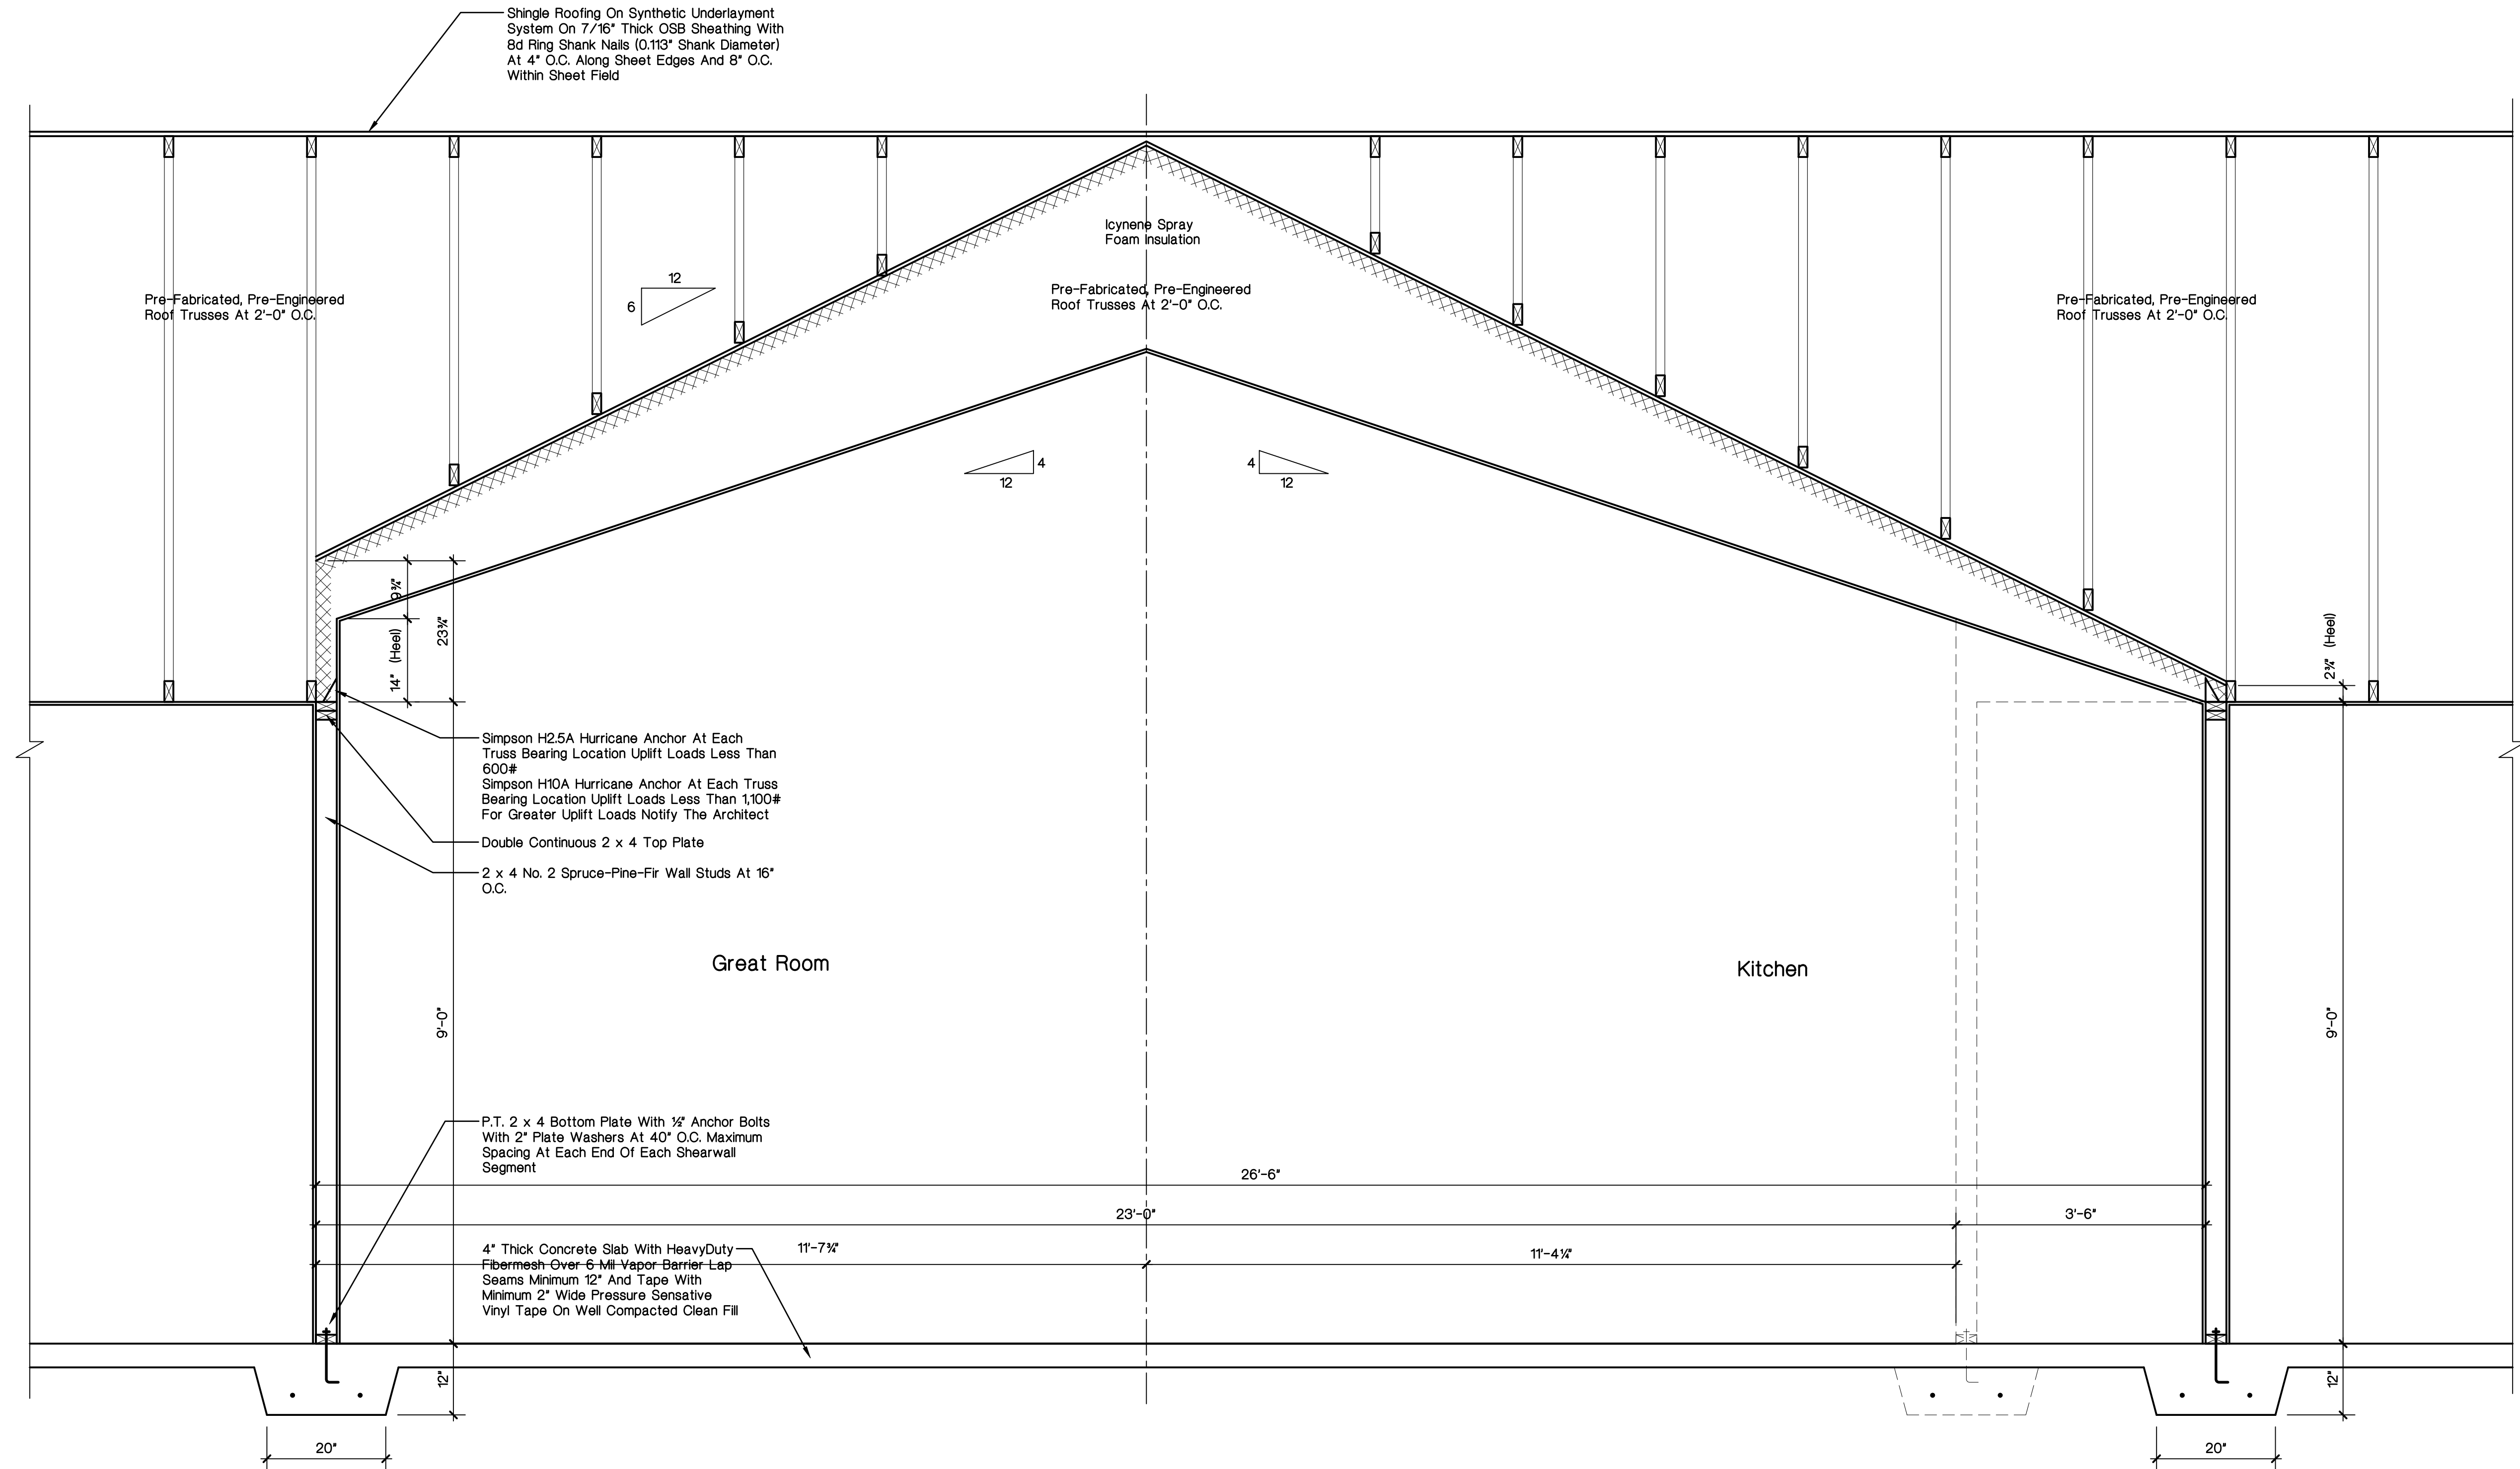 Shingle Roofing On Synthetic Underlayment
System On 7/16" Thick OSB Sheathing With
8d Ring Shank Nails (0.113" Shank Diameter)
At 4" O.C. Along Sheet Edges And 8" O.C.
Within Sheet Field
Icynene Spray
Foam Insulation
12
6
Pre-Fabricated, Pre-Engineered
Roof Trusses At 2'-0" O.C.
Pre-Fabricated, Pre-Engineered
Roof Trusses At 2'-0" O.C.
Pre-Fabricated, Pre-Engineered
Roof Trusses At 2'-0" O.C.
4
12
4
12
9¾"
23¾"
14" (Heel)
2¾" (Heel)
Simpson H2.5A Hurricane Anchor At Each
Truss Bearing Location Uplift Loads Less Than
600#
Simpson H10A Hurricane Anchor At Each Truss
Bearing Location Uplift Loads Less Than 1,100#
For Greater Uplift Loads Notify The Architect
Double Continuous 2 x 4 Top Plate
2 x 4 No. 2 Spruce-Pine-Fir Wall Studs At 16"
O.C.
Great Room
Kitchen
9'-0"
9'-0"
P.T. 2 x 4 Bottom Plate With ½" Anchor Bolts
With 2" Plate Washers At 40" O.C. Maximum
Spacing At Each End Of Each Shearwall
Segment
26'-6"
23'-0"
3'-6"
11'-7¾"
11'-4¼"
4" Thick Concrete Slab With HeavyDuty
Fibermesh Over 6 Mil Vapor Barrier Lap
Seams Minimum 12" And Tape With
Minimum 2" Wide Pressure Sensative
Vinyl Tape On Well Compacted Clean Fill
12"
12"
20"
20"